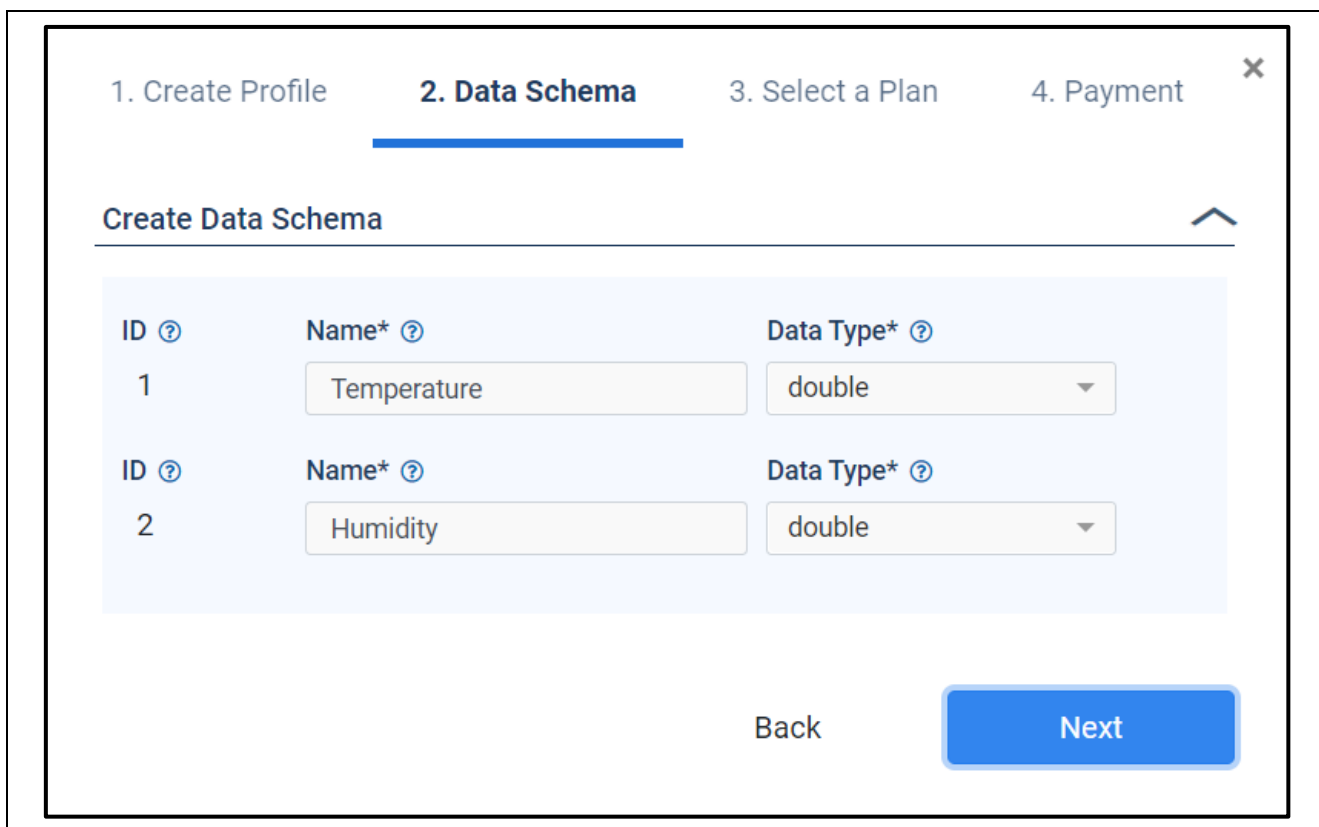 1. Create Profile 2. Data Schema 3. Select a Plan 4. Payment ×
Create Data Schema
ID ? Name* ? Data Type* ?
1 Temperature double
ID ? Name* ? Data Type* ?
2 Humidity double
Back Next